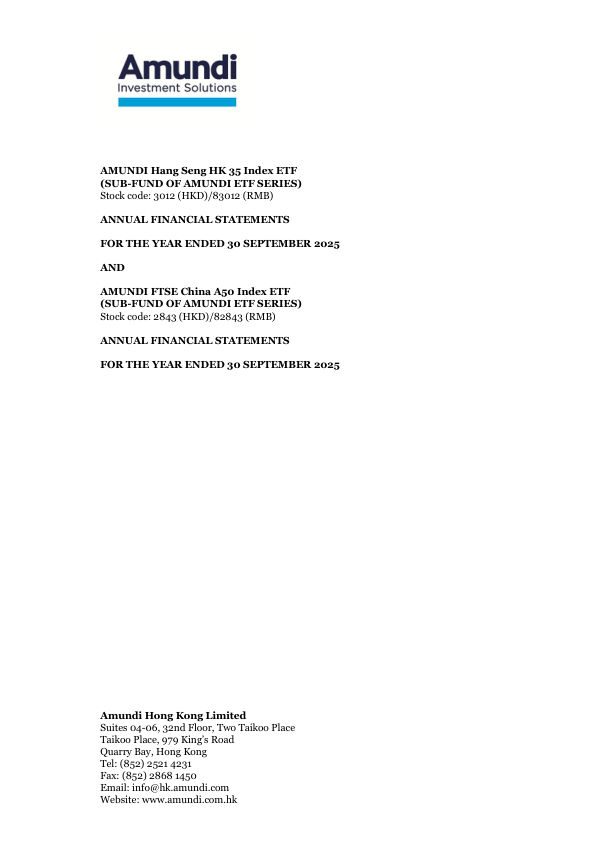 Amundi
Investment Solutions
AMUNDI Hang Seng HK 35 Index ETF
(SUB-FUND OF AMUNDI ETF SERIES)
Stock code: 3012 (HKD)/83012 (RMB)
ANNUAL FINANCIAL STATEMENTS
FOR THE YEAR ENDED 30 SEPTEMBER 2025
AND
AMUNDI FTSE China A50 Index ETF
(SUB-FUND OF AMUNDI ETF SERIES)
Stock code: 2843 (HKD)/82843 (RMB)
ANNUAL FINANCIAL STATEMENTS
FOR THE YEAR ENDED 30 SEPTEMBER 2025
Amundi Hong Kong Limited
Suites 04-06, 32nd Floor, Two Taikoo Place
Taikoo Place, 979 King's Road
Quarry Bay, Hong Kong
Tel: (852) 2521 4231
Fax: (852) 2868 1450
Email: info@hk.amundi.com
Website: www.amundi.com.hk